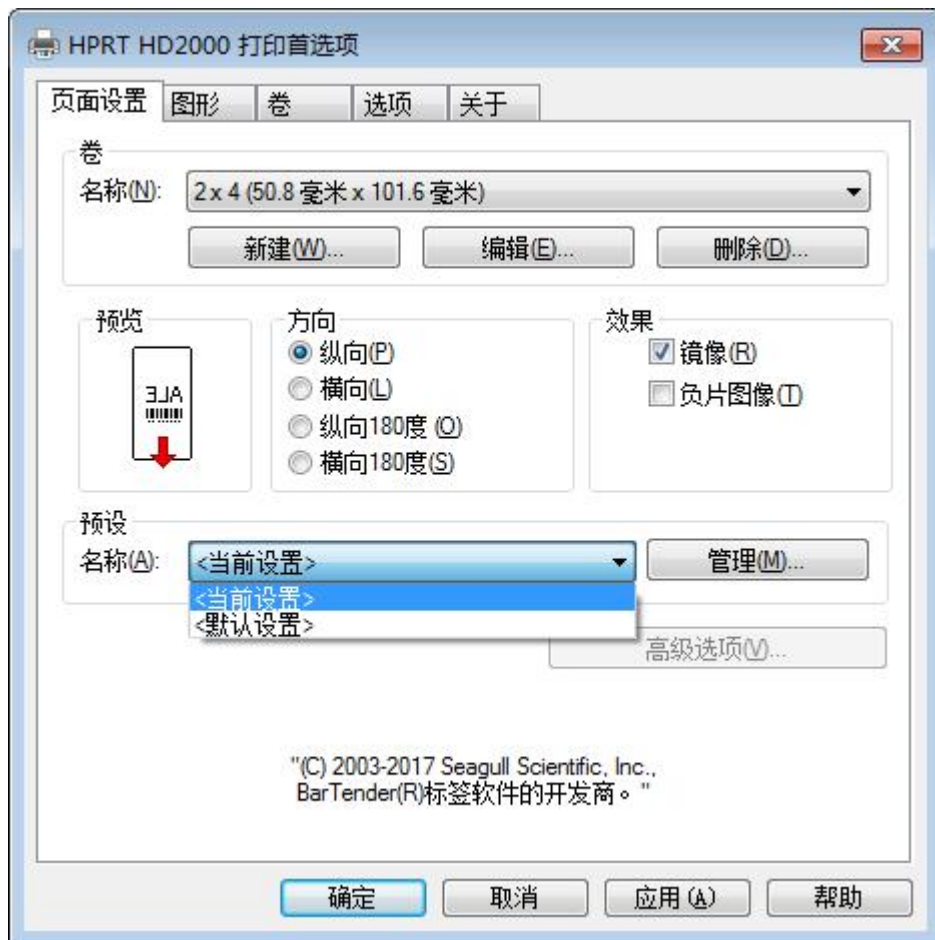 HPRT HD2000 打印首选项
页面设置 图形 卷 选项 关于
卷
名称(N): 2 x 4 (50.8 毫米 x 101.6 毫米)
新建(W)... 编辑(E)... 删除(D)...
预览 方向 效果
纵向(P) 镜像(R)
横向(L) 负片图像(T)
纵向180度 (O)
横向180度(S)
ALE
预设
名称(A): <当前设置> 管理(M)...
<当前设置>
<默认设置>
高级选项(V)...
"(C) 2003-2017 Seagull Scientific, Inc.,
BarTender(R)标签软件的开发商。"
确定 取消 应用(A) 帮助